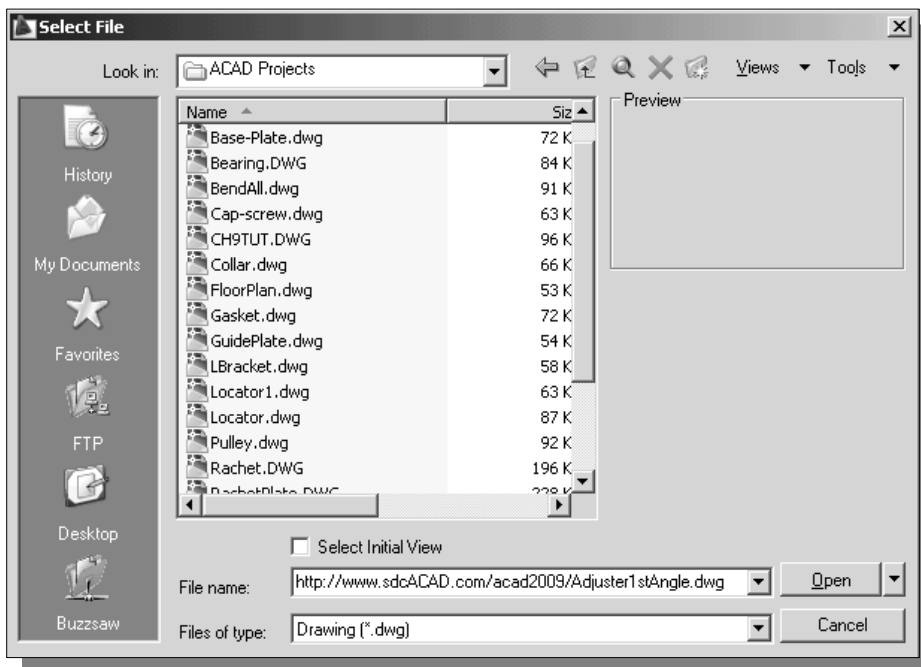 Select File
Look in: ACAD Projects Views Tools
History
My Documents
Favorites
FTP
Desktop
Buzzsaw
Name Siz
Base-Plate.dwg 72 K
Bearing.DWG 84 K
BendAll.dwg 91 K
Cap-screw.dwg 63 K
CH9TUT.DWG 96 K
Collar.dwg 66 K
FloorPlan.dwg 53 K
Gasket.dwg 72 K
GuidePlate.dwg 54 K
LBracket.dwg 58 K
Locator1.dwg 63 K
Locator.dwg 87 K
Pulley.dwg 92 K
Rachet.DWG 196 K
RachetPlate.DWG 228 K
Preview
Select Initial View
File name: http://www.sdcACAD.com/acad2009/Adjuster1stAngle.dwg Open
Files of type: Drawing (*.dwg) Cancel